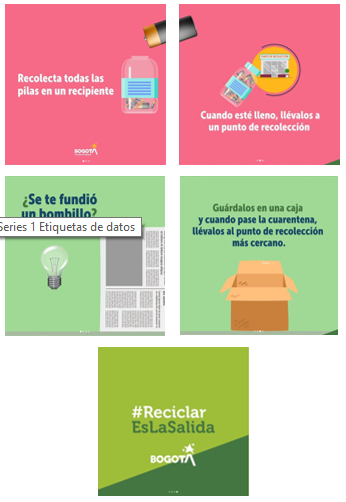 Recolecta todas las
pilas en un recipiente
BOGOTA
Cuando esté lleno, llévalos a
un punto de recolección
¿Se te fundió
un bombillo?
Series 1 Etiquetas de datos
Guárdalos en una caja
y cuando pase la cuarentena,
llévalos al punto de recolección
más cercano.
#Reciclar
EsLaSalida
BOGOTA